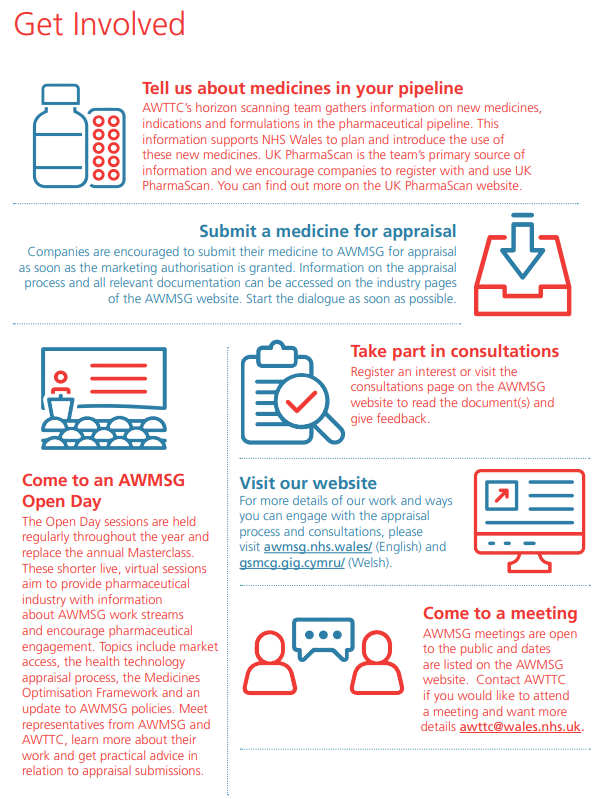 Get Involved
Tell us about medicines in your pipeline
AWTTC’s horizon scanning team gathers information on new medicines,
indications and formulations in the pharmaceutical pipeline. This
information supports NHS Wales to plan and introduce the use of
these new medicines. UK PharmaScan is the team’s primary source of
information and we encourage companies to register with and use UK
PharmaScan. You can find out more on the UK PharmaScan website.
Submit a medicine for appraisal
Companies are encouraged to submit their medicine to AWMSG for appraisal
as soon as the marketing authorisation is granted. Information on the appraisal
process and all relevant documentation can be accessed on the industry pages
of the AWMSG website. Start the dialogue as soon as possible.
Come to an AWMSG
Open Day
The Open Day sessions are held
regularly throughout the year and
replace the annual Masterclass.
These shorter live, virtual sessions
aim to provide pharmaceutical
industry with information
about AWMSG work streams
and encourage pharmaceutical
engagement. Topics include market
access, the health technology
appraisal process, the Medicines
Optimisation Framework and an
update to AWMSG policies. Meet
representatives from AWMSG and
AWTTC, learn more about their
work and get practical advice in
relation to appraisal submissions.
Take part in consultations
Register an interest or visit the
consultations page on the AWMSG
website to read the document(s) and
give feedback.
Visit our website
For more details of our work and ways
you can engage with the appraisal
process and consultations, please
visit awmsg.nhs.wales/ (English) and
gsmcg.gig.cymru/ (Welsh).
Come to a meeting
AWMSG meetings are open
to the public and dates
are listed on the AWMSG
website.  Contact AWTTC
if you would like to attend
a meeting and want more
details awttc@wales.nhs.uk.